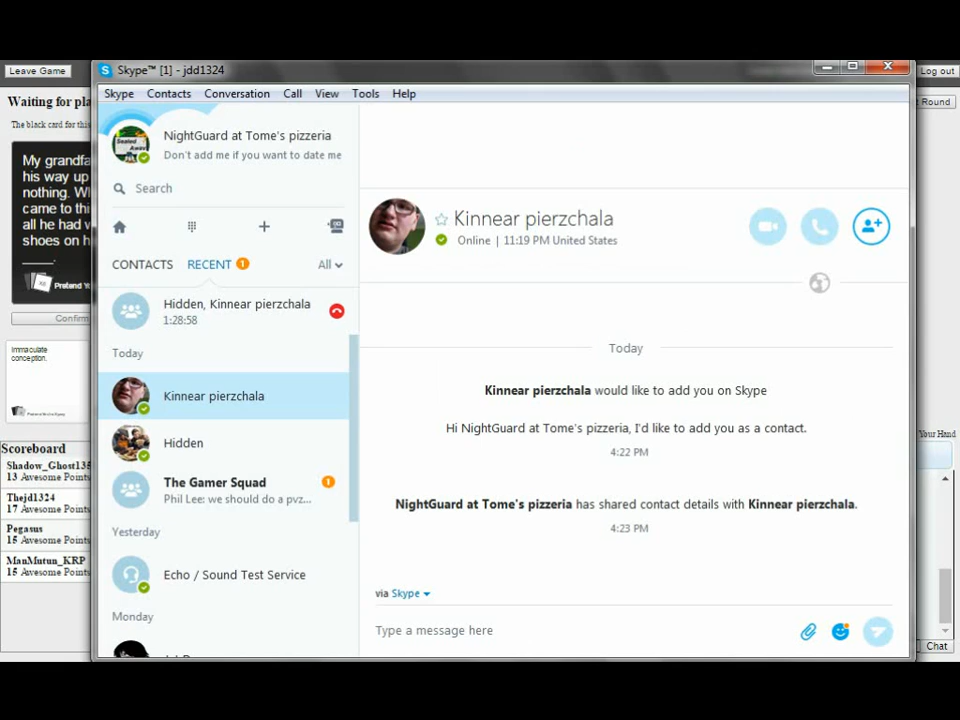 Leave Game
Skype™ [1] - jdd1324
Log out
Skype Contacts Conversation Call View Tools Help
Waiting for pla
Round
The black card for this
NightGuard at Tome's pizzeria
Don't add me if you want to date me
My grandfa
his way up
nothing. W
came to thi
all he had w
shoes on h
Search
Kinnear pierzchala
Online | 11:19 PM United States
CONTACTS RECENT 1 All
Pretend Yo
Confirm
Hidden, Kinnear pierzchala
1:28:58
Immaculate
conception.
Today
Today
Kinnear pierzchala
Kinnear pierzchala would like to add you on Skype
Hi NightGuard at Tome's pizzeria, I'd like to add you as a contact.
4:22 PM
Hidden
Your Hand
Scoreboard
Shadow_Ghost135
13 Awesome Points
Thejd1324
17 Awesome Points
Pegasus
15 Awesome Points
ManMutun_KRP
15 Awesome Points
The Gamer Squad 1
Phil Lee: we should do a pvz...
NightGuard at Tome's pizzeria has shared contact details with Kinnear pierzchala.
4:23 PM
Yesterday
Echo / Sound Test Service
via Skype
Monday
Type a message here
Chat